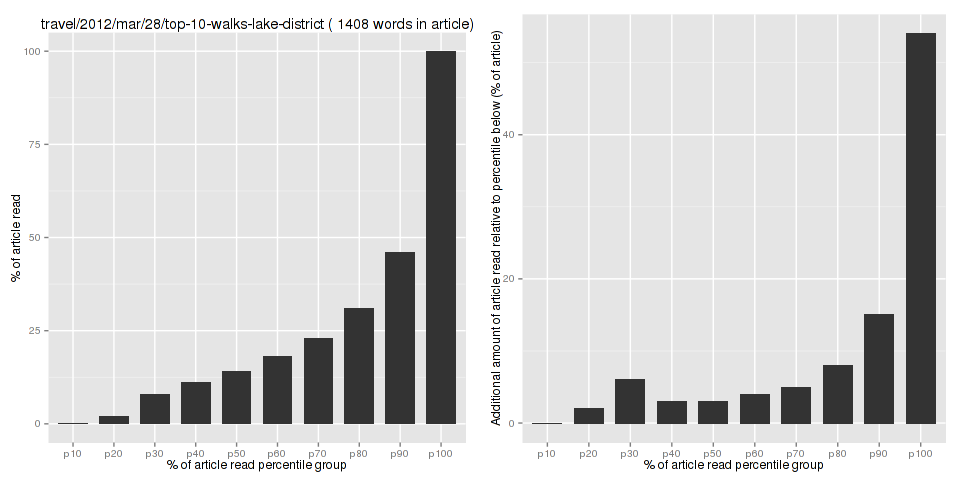 travel/2012/mar/28/top-10-walks-lake-district ( 1408 words in article)
% of article read
100
75
50
25
0
p10 p20 p30 p40 p50 p60 p70 p80 p90 p100
% of article read percentile group
Additional amount of article read relative to percentile below (% of article)
40
20
0
p10 p20 p30 p40 p50 p60 p70 p80 p90 p100
% of article read percentile group